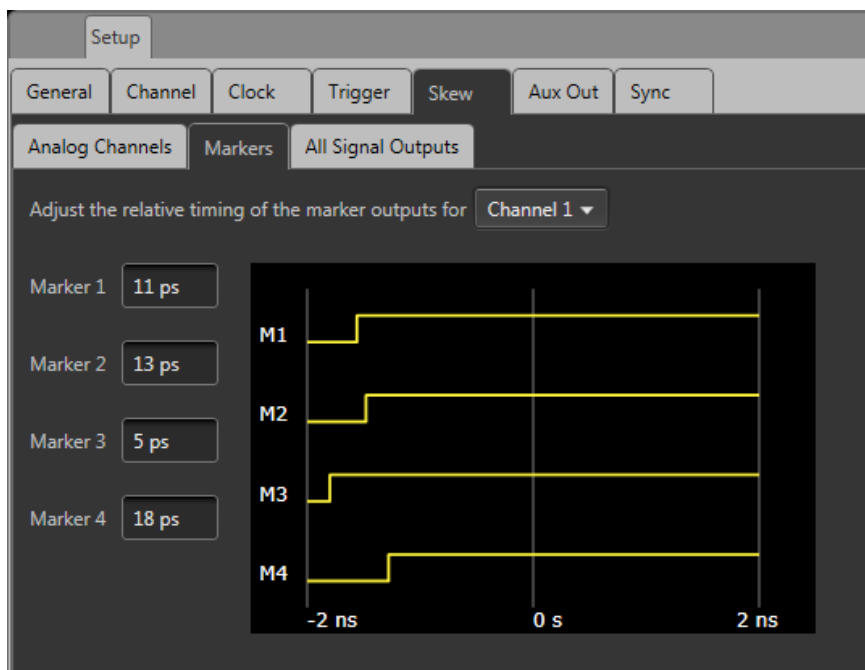 Setup
General Channel Clock Trigger Skew Aux Out Sync
Analog Channels Markers All Signal Outputs
Adjust the relative timing of the marker outputs for Channel 1
Marker 1 11 ps
M1
Marker 2 13 ps
M2
Marker 3 5 ps
M3
Marker 4 18 ps
M4
-2 ns 0 s 2 ns